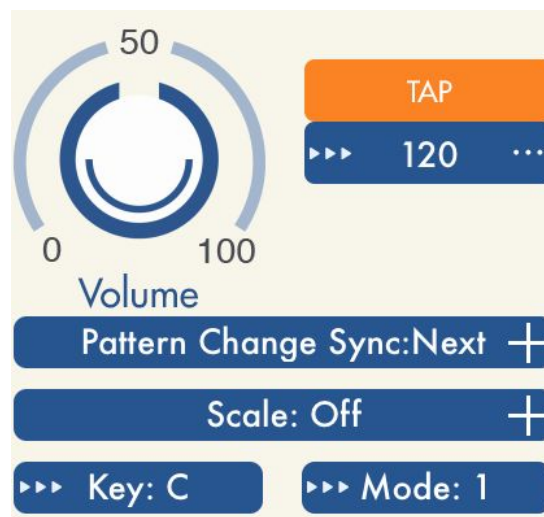 50
0
100
Volume
TAP
120 ...
Pattern Change Sync:Next
Scale: Off
Key: C
Mode: 1